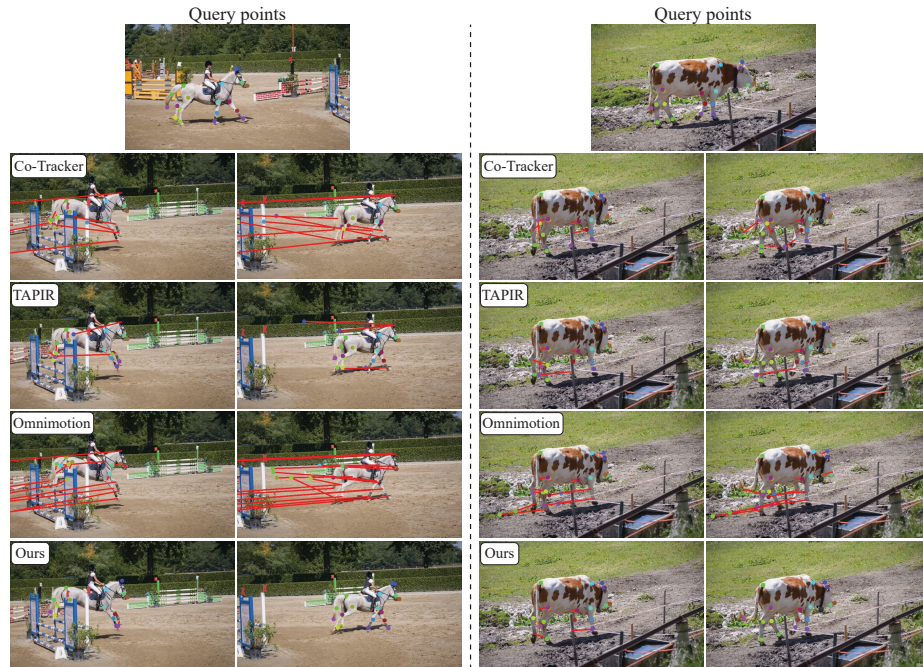 Query points
Query points
Co-Tracker
Co-Tracker
TAPIR
TAPIR
Omnimotion
Omnimotion
Ours
Ours